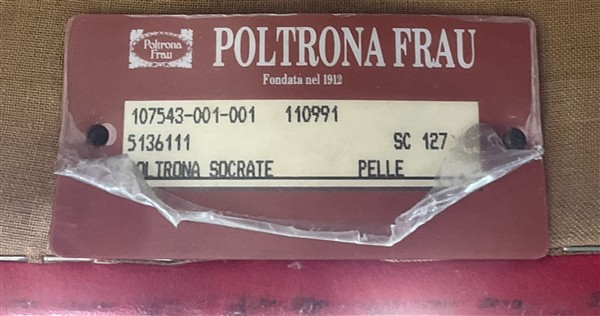 Poltrona
Frau
POLTRONA FRAU
Fondata nel 1912
107543-001-001 110991
5136111 SC 127
POLTRONA SOCRATE PELLE